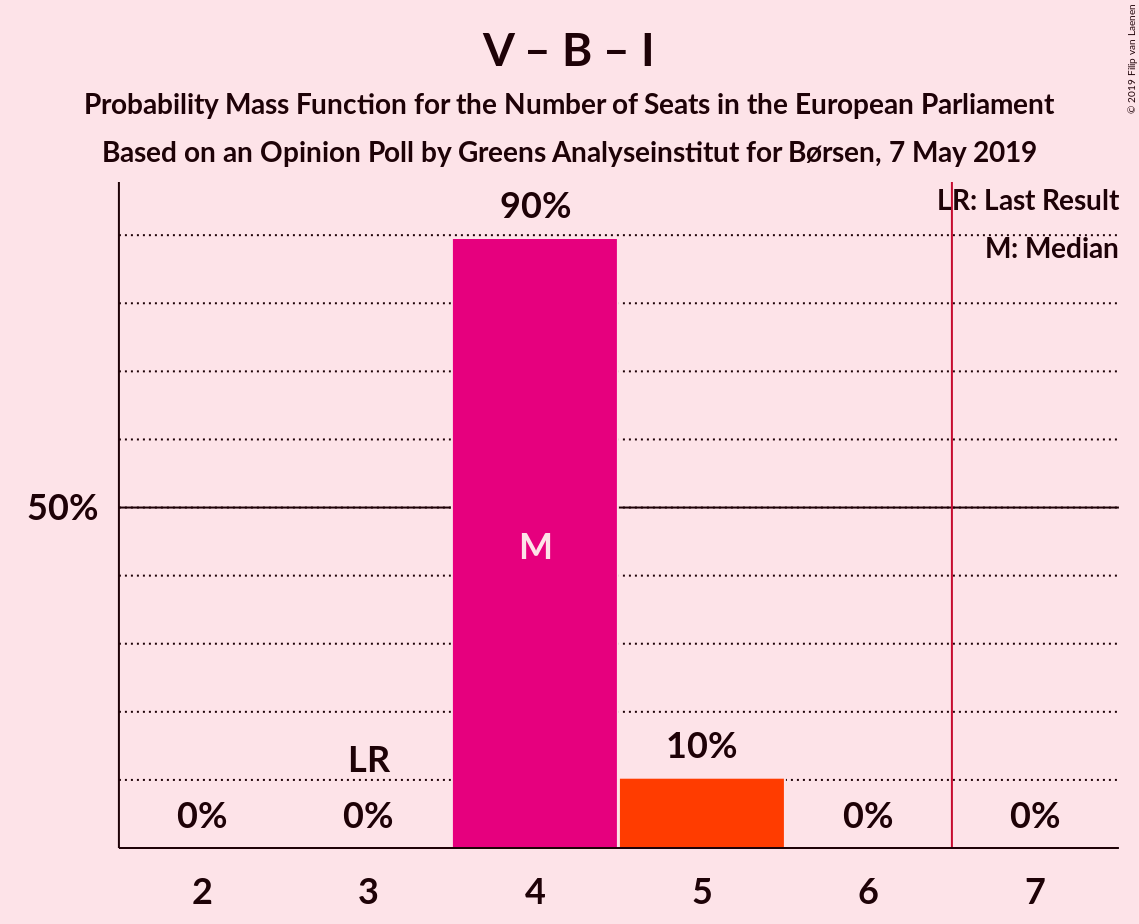 V – B – I
Probability Mass Function for the Number of Seats in the European Parliament
Based on an Opinion Poll by Greens Analyseinstitut for Børsen, 7 May 2019
© 2019 Filip van Laenen
LR: Last Result
M: Median
90%
50%
M
LR
10%
0% 0% 0% 0%
2 3 4 5 6 7